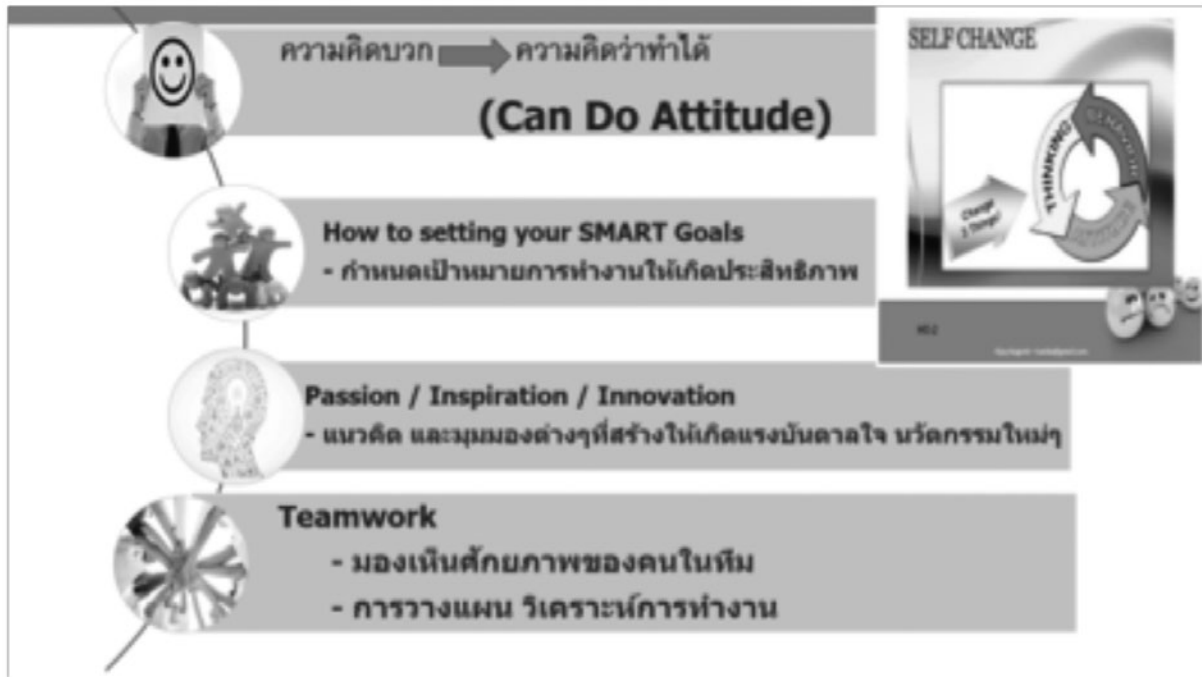 ความคิดบวก ความคิดว่าทำได้
(Can Do Attitude)
How to setting your SMART Goals
- กำหนดเป้าหมายการทำงานให้เกิดประสิทธิภาพ
Passion / Inspiration / Innovation
- แนวคิด และมุมมองต่างๆที่สร้างให้เกิดแรงบันดาลใจ นวัตกรรมใหม่ๆ
Teamwork
- มองเห็นศักยภาพของคนในทีม
- การวางแผน วิเคราะห์การทำงาน
SELF CHANGE
THINKING
BEHAVIOR
ATTITUDE
Change
3 Things!